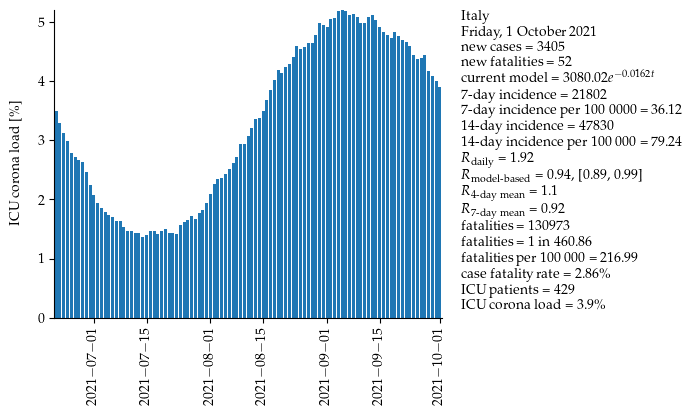 5
4
3
2
1
0
ICU corona load [%]
2021−07−01
2021−07−15
2021−08−01
2021−08−15
2021−09−01
2021−09−15
2021−10−01
Italy
Friday, 1 October 2021
new cases = 3405
new fatalities = 52
current model = 3080.02e^{−0.0162t}
7-day incidence = 21802
7-day incidence per 100 0000 = 36.12
14-day incidence = 47830
14-day incidence per 100 000 = 79.24
R_daily = 1.92
R_model-based = 0.94, [0.89, 0.99]
R_4-day mean = 1.1
R_7-day mean = 0.92
fatalities = 130973
fatalities = 1 in 460.86
fatalities per 100 000 = 216.99
case fatality rate = 2.86%
ICU patients = 429
ICU corona load = 3.9%